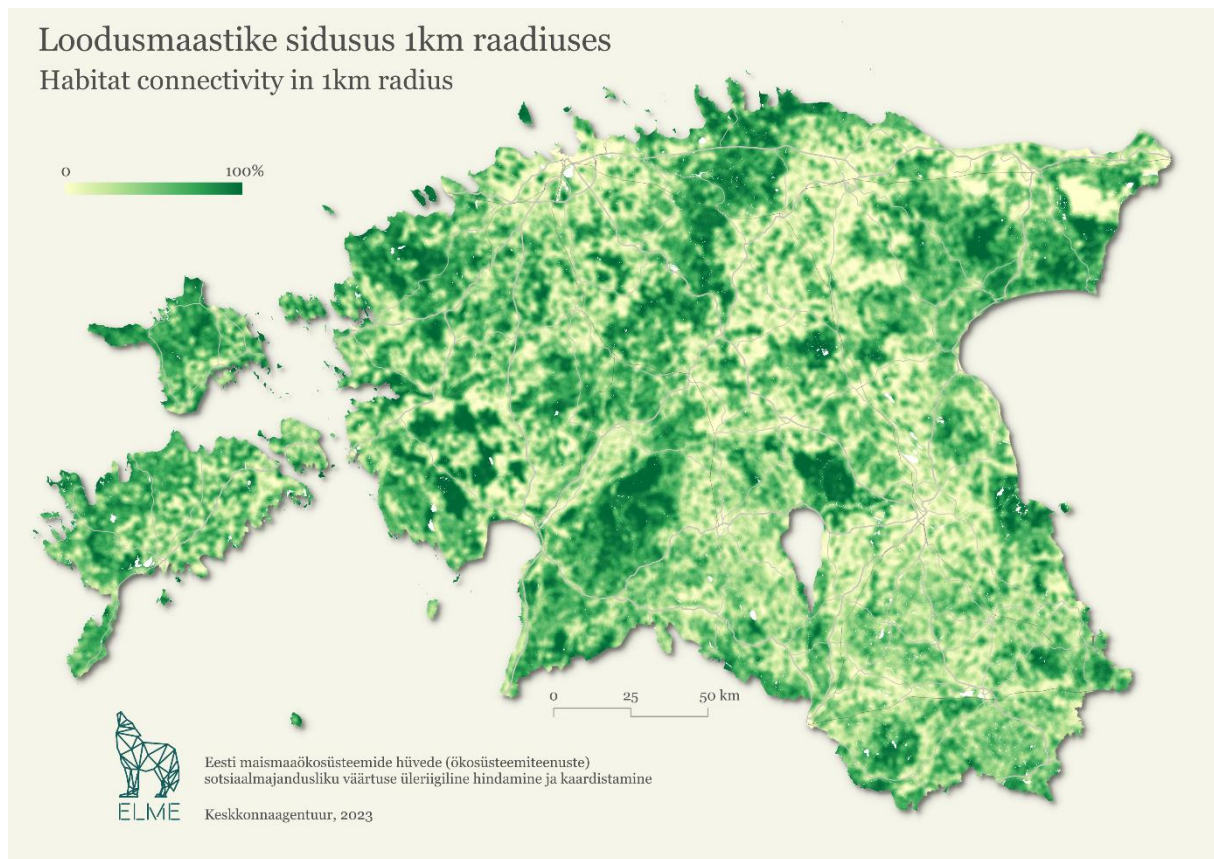 Loodusmaastike sidusus 1km raadiuses
Habitat connectivity in 1km radius
0 100%
0 25 50 km
Eesti maismaaökosüsteemide hüvede (ökosüsteemiteenuste)
sotsiaalmajandusliku väärtuse üleriigiline hindamine ja kaardistamine
ELME
Keskkonnaagentuur, 2023